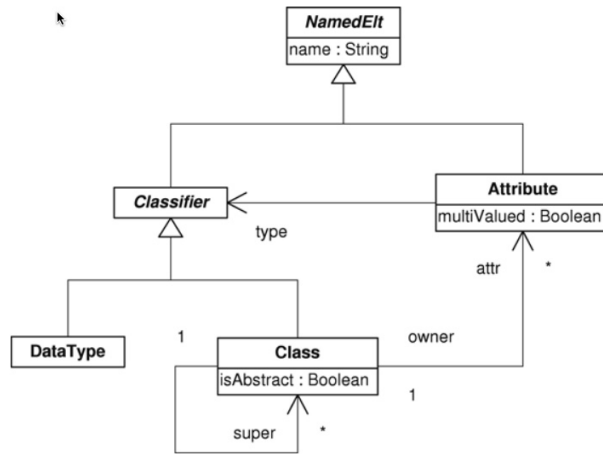 NamedElt
name : String
Classifier
Attribute
multiValued : Boolean
type
attr
*
DataType
1
Class
isAbstract : Boolean
owner
1
super
*